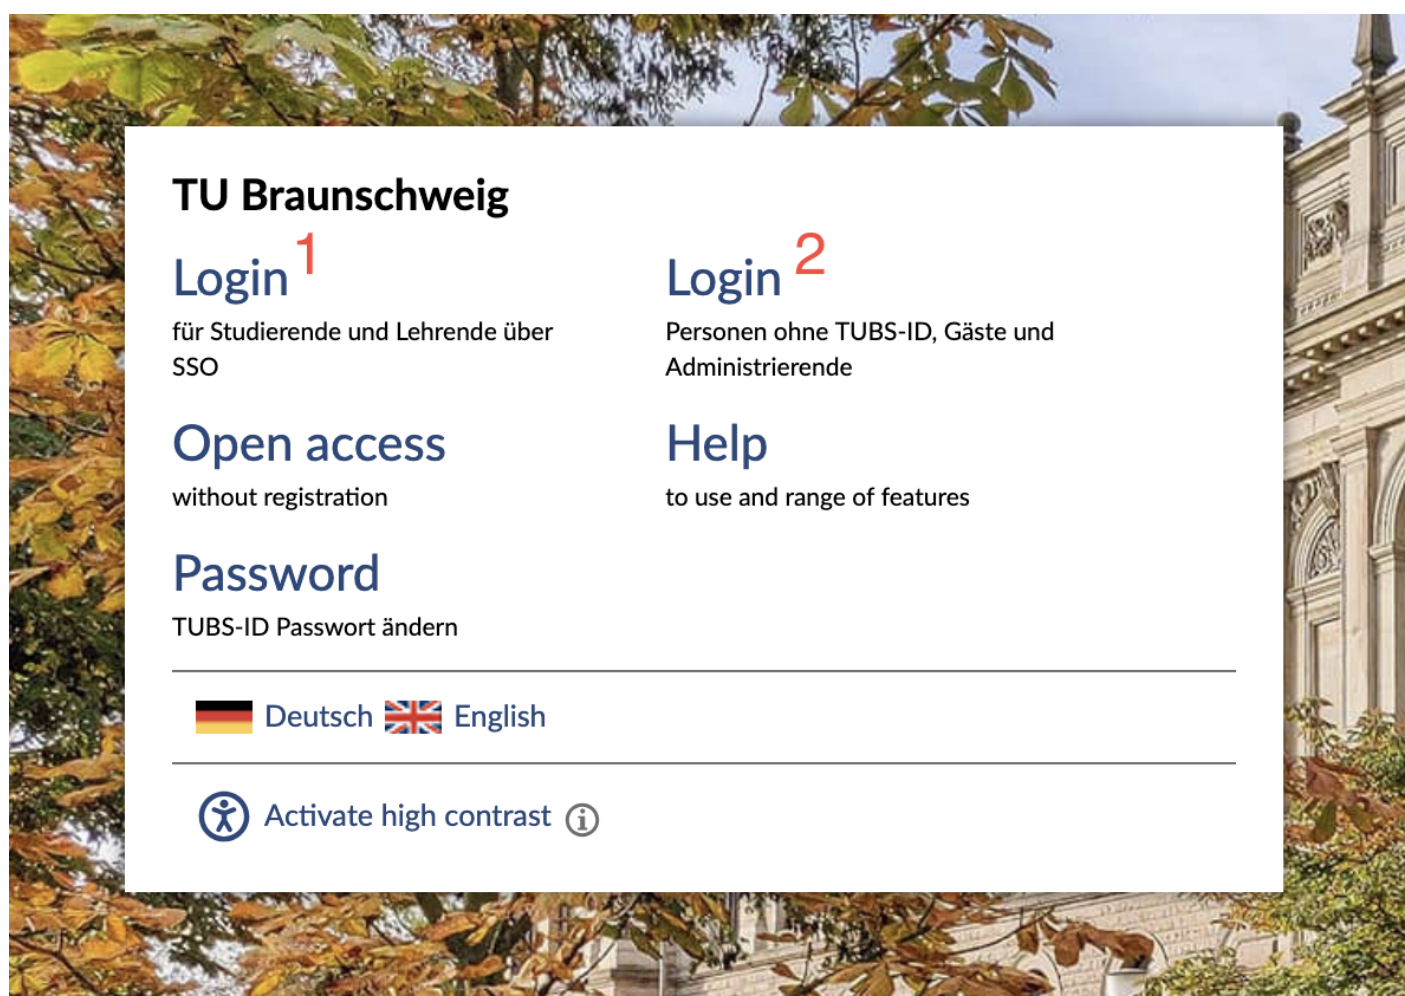 TU Braunschweig
Login 1
für Studierende und Lehrende über
SSO
Login 2
Personen ohne TUBS-ID, Gäste und
Administrierende
Open access
without registration
Help
to use and range of features
Password
TUBS-ID Passwort ändern
Deutsch English
Activate high contrast